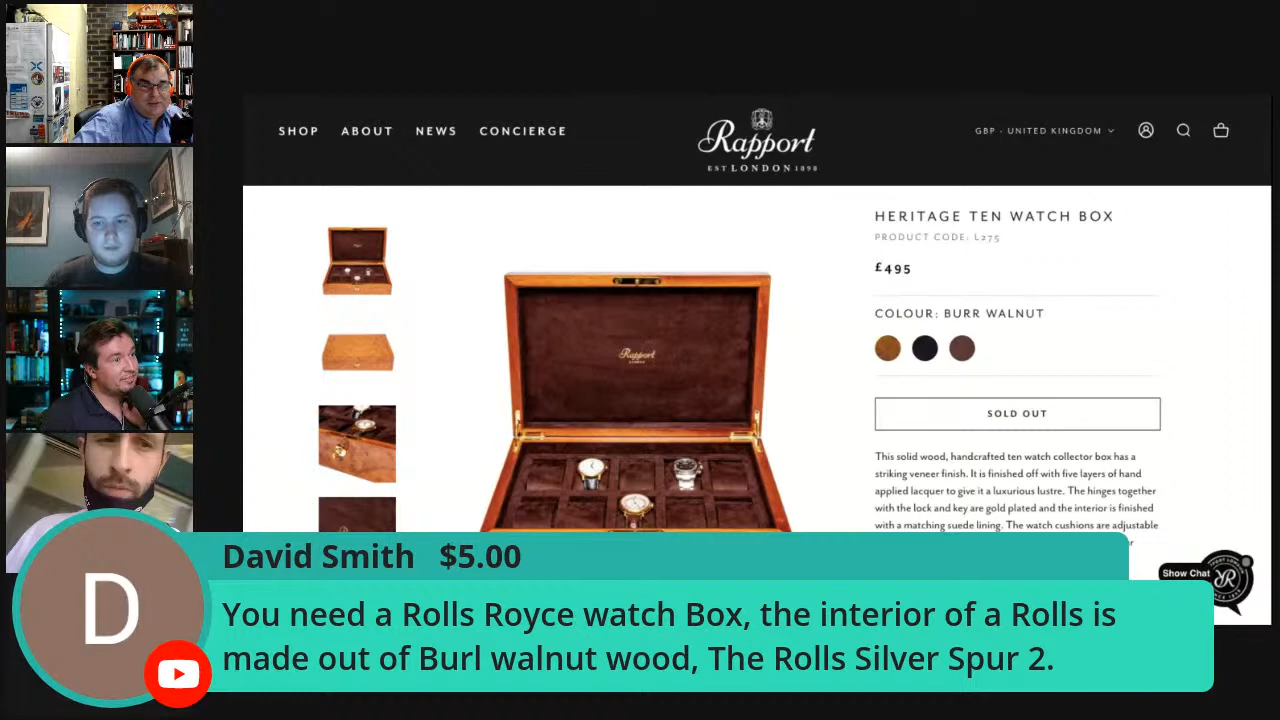 SHOP ABOUT NEWS CONCIERGE
Rapport
EST LONDON 1898
GBP - UNITED KINGDOM
HERITAGE TEN WATCH BOX
PRODUCT CODE: L275
£495
COLOUR: BURR WALNUT
SOLD OUT
This solid wood, handcrafted ten watch collector box has a
striking veneer finish. It is finished off with five layers of hand
applied lacquer to give it a luxurious lustre. The hinges together
with the lock and key are gold plated and the interior is finished
with a matching suede lining. The watch cushions are adjustable
Rapport
LONDON
Show Chat
D
David Smith $5.00
You need a Rolls Royce watch Box, the interior of a Rolls is
made out of Burl walnut wood, The Rolls Silver Spur 2.